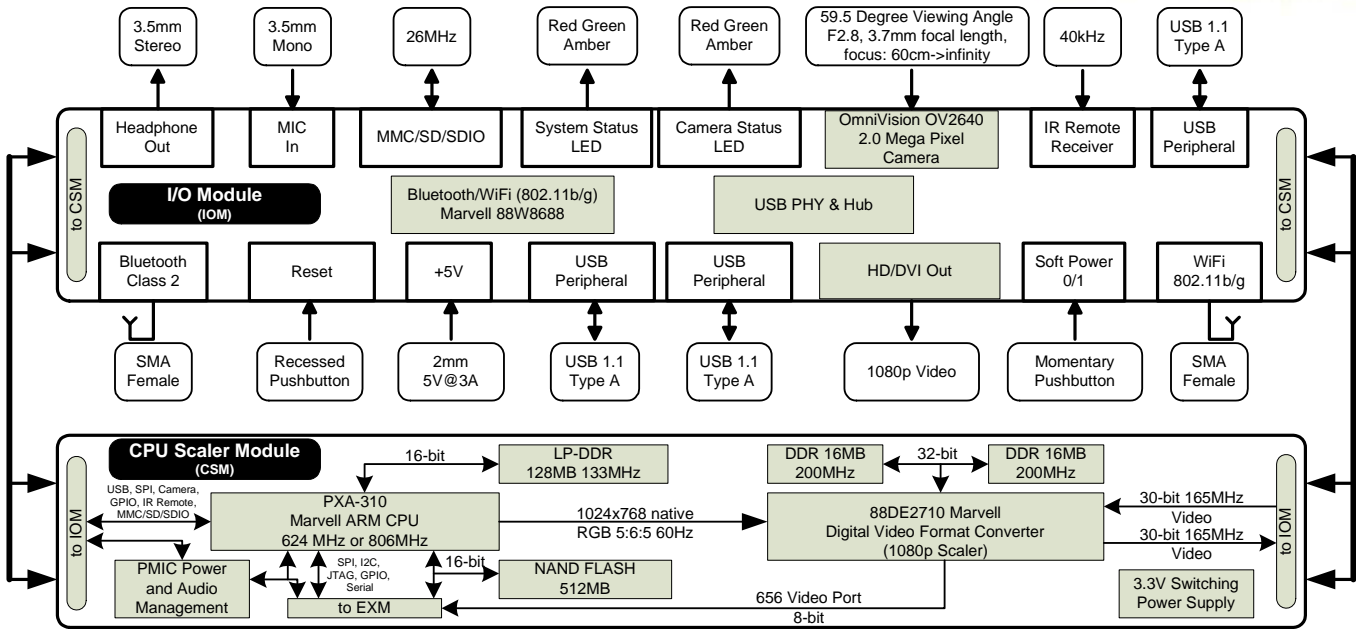 3.5mm
Stereo
3.5mm
Mono
26MHz
Red Green
Amber
Red Green
Amber
59.5 Degree Viewing Angle
F2.8, 3.7mm focal length,
focus: 60cm->infinity
40kHz
USB 1.1
Type A
Headphone
Out
MIC
In
MMC/SD/SDIO
System Status
LED
Camera Status
LED
OmniVision OV2640
2.0 Mega Pixel
Camera
IR Remote
Receiver
USB
Peripheral
to CSM
I/O Module
(IOM)
Bluetooth/WiFi (802.11b/g)
Marvell 88W8688
USB PHY & Hub
to CSM
Bluetooth
Class 2
Reset
+5V
USB
Peripheral
USB
Peripheral
HD/DVI Out
Soft Power
0/1
WiFi
802.11b/g
SMA
Female
Recessed
Pushbutton
2mm
5V@3A
USB 1.1
Type A
USB 1.1
Type A
1080p Video
Momentary
Pushbutton
SMA
Female
CPU Scaler Module
(CSM)
16-bit
LP-DDR
128MB 133MHz
DDR 16MB
200MHz
32-bit
DDR 16MB
200MHz
to IOM
USB, SPI, Camera,
GPIO, IR Remote,
MMC/SD/SDIO
PXA-310
Marvell ARM CPU
624 MHz or 806MHz
1024x768 native
RGB 5:6:5 60Hz
88DE2710 Marvell
Digital Video Format Converter
(1080p Scaler)
30-bit 165MHz
Video
30-bit 165MHz
Video
to IOM
PMIC Power
and Audio
Management
SPI, I2C,
JTAG, GPIO,
Serial
16-bit
NAND FLASH
512MB
to EXM
656 Video Port
8-bit
3.3V Switching
Power Supply